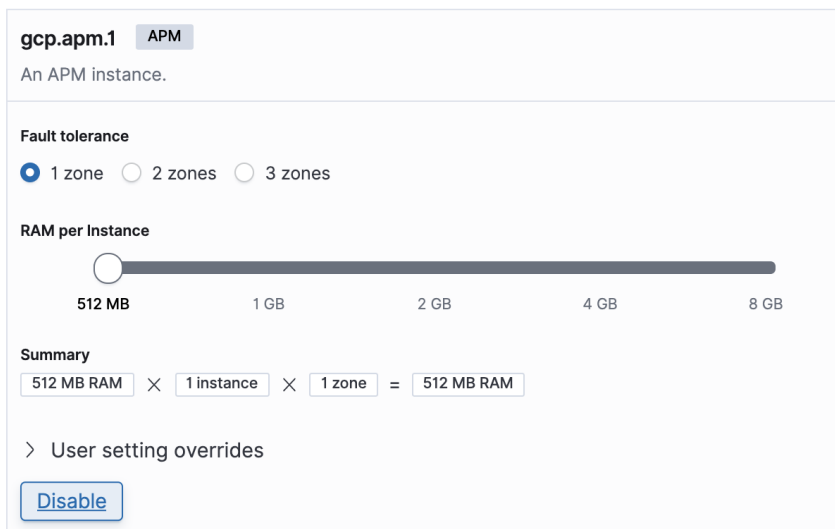 gcp.apm.1 APM
An APM instance.
Fault tolerance
1 zone 2 zones 3 zones
RAM per Instance
512 MB 1 GB 2 GB 4 GB 8 GB
Summary
512 MB RAM × 1 instance × 1 zone = 512 MB RAM
User setting overrides
Disable